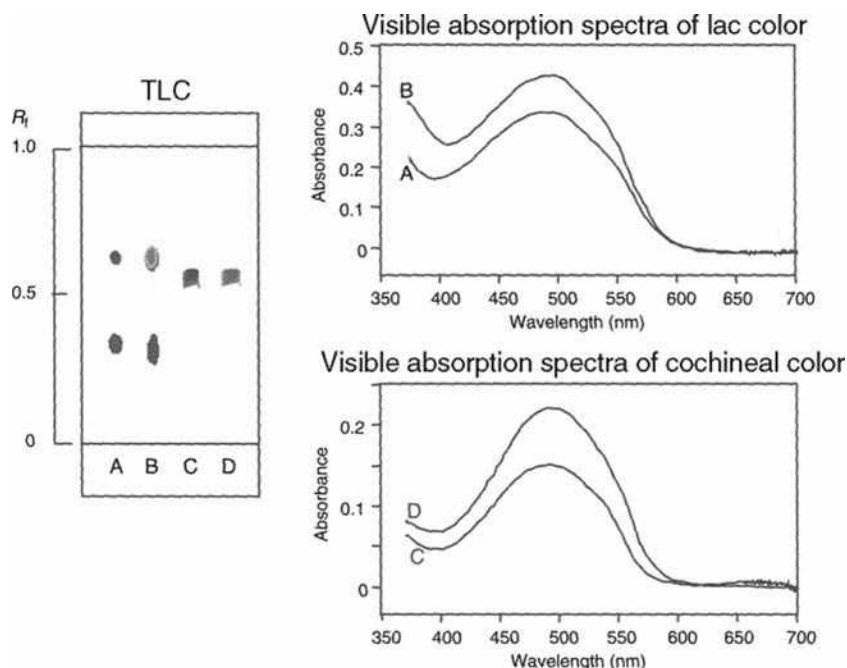 Visible absorption spectra of lac color
TLC
Rf
1.0
0.5
0
A B C D
Absorbance
0.5
0.4
0.3
0.2
0.1
0
B
A
350 400 450 500 550 600 650 700
Wavelength (nm)
Visible absorption spectra of cochineal color
Absorbance
0.2
0.1
0
D
C
350 400 450 500 550 600 650 700
Wavelength (nm)